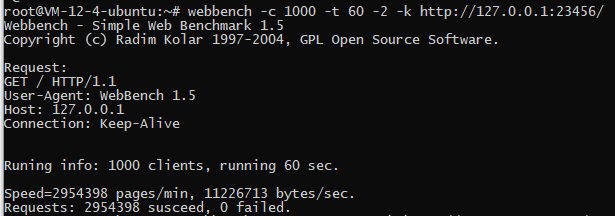 root@VM-12-4-ubuntu:~# webbench -c 1000 -t 60 -2 -k http://127.0.0.1:23456/
Webbench - Simple Web Benchmark 1.5
Copyright (c) Radim Kolar 1997-2004, GPL Open Source Software.
Request:
GET / HTTP/1.1
User-Agent: WebBench 1.5
Host: 127.0.0.1
Connection: Keep-Alive
Runing info: 1000 clients, running 60 sec.
Speed=2954398 pages/min, 11226713 bytes/sec.
Requests: 2954398 susceed, 0 failed.